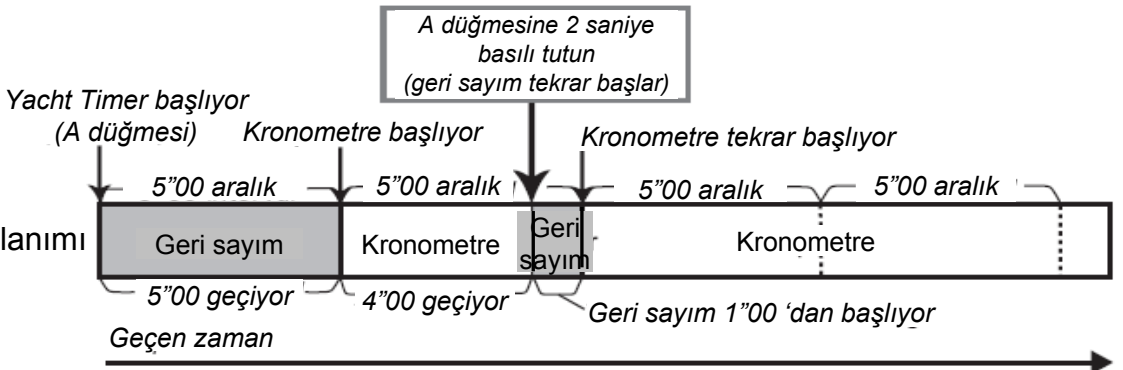 A düğmesine 2 saniye
basılı tutun
(geri sayım tekrar başlar)
Yacht Timer başlıyor
(A düğmesi)
Kronometre başlıyor
Kronometre tekrar başlıyor
5”00 aralık
5”00 aralık
5”00 aralık
5”00 aralık
lanımı
Geri sayım
Kronometre
Geri
sayım
Kronometre
5”00 geçiyor
4”00 geçiyor
Geri sayım 1”00 ‘dan başlıyor
Geçen zaman